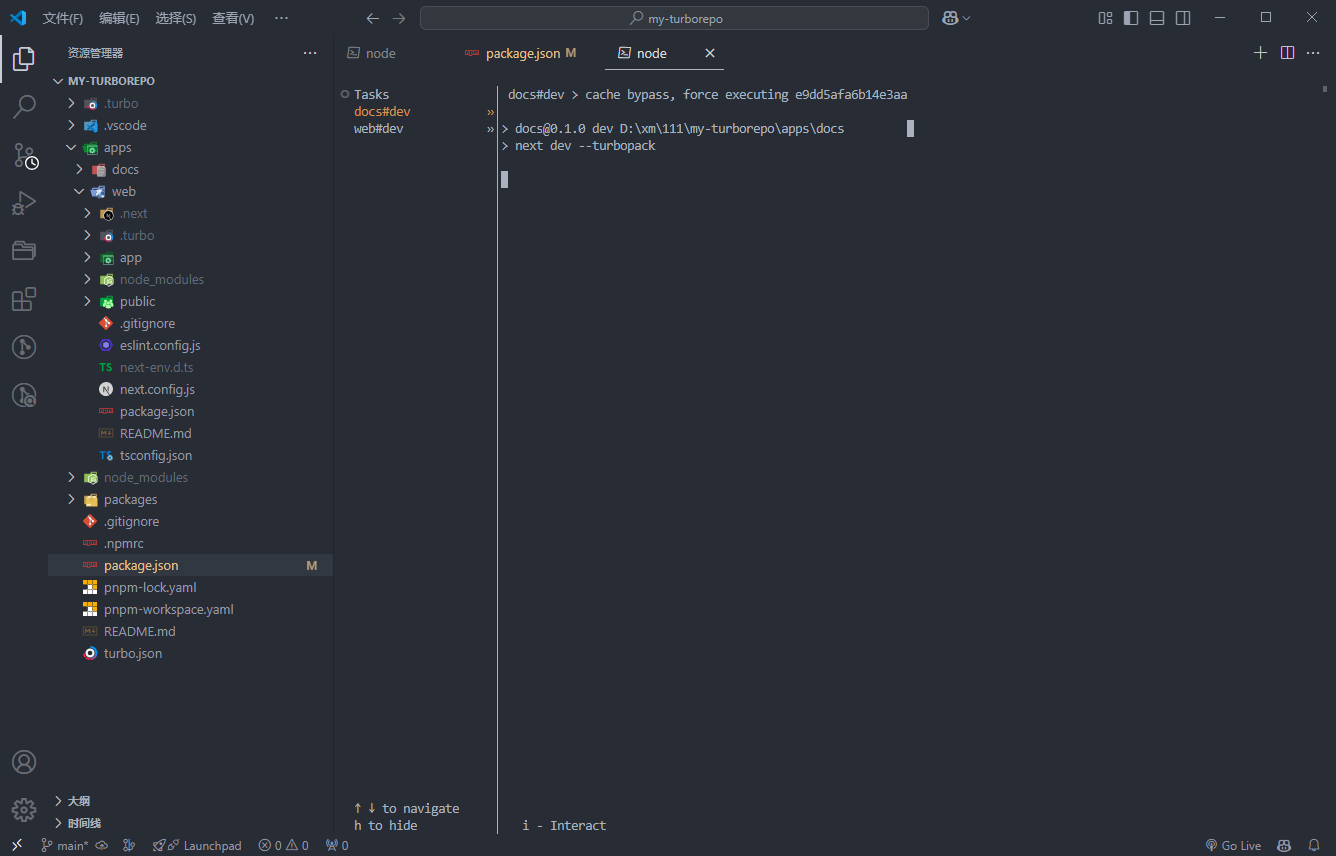 文件(F) 编辑(E) 选择(S) 查看(V) ··· my-turborepo
资源管理器 ···
MY-TURBOREPO
.turbo
.vscode
apps
docs
web
.next
.turbo
app
node_modules
public
.gitignore
eslint.config.js
TS next-env.d.ts
N next.config.js
package.json
README.md
tsconfig.json
node_modules
packages
.gitignore
.npmrc
package.json M
pnpm-lock.yaml
pnpm-workspace.yaml
README.md
turbo.json
大纲
时间线
node package.json M node
Tasks
docs#dev »
web#dev »
docs#dev > cache bypass, force executing e9dd5afa6b14e3aa
> docs@0.1.0 dev D:\xm\111\my-turborepo\apps\docs
> next dev --turbopack
↑ ↓ to navigate
h to hide
i - Interact
main* Launchpad 0 0 0 Go Live